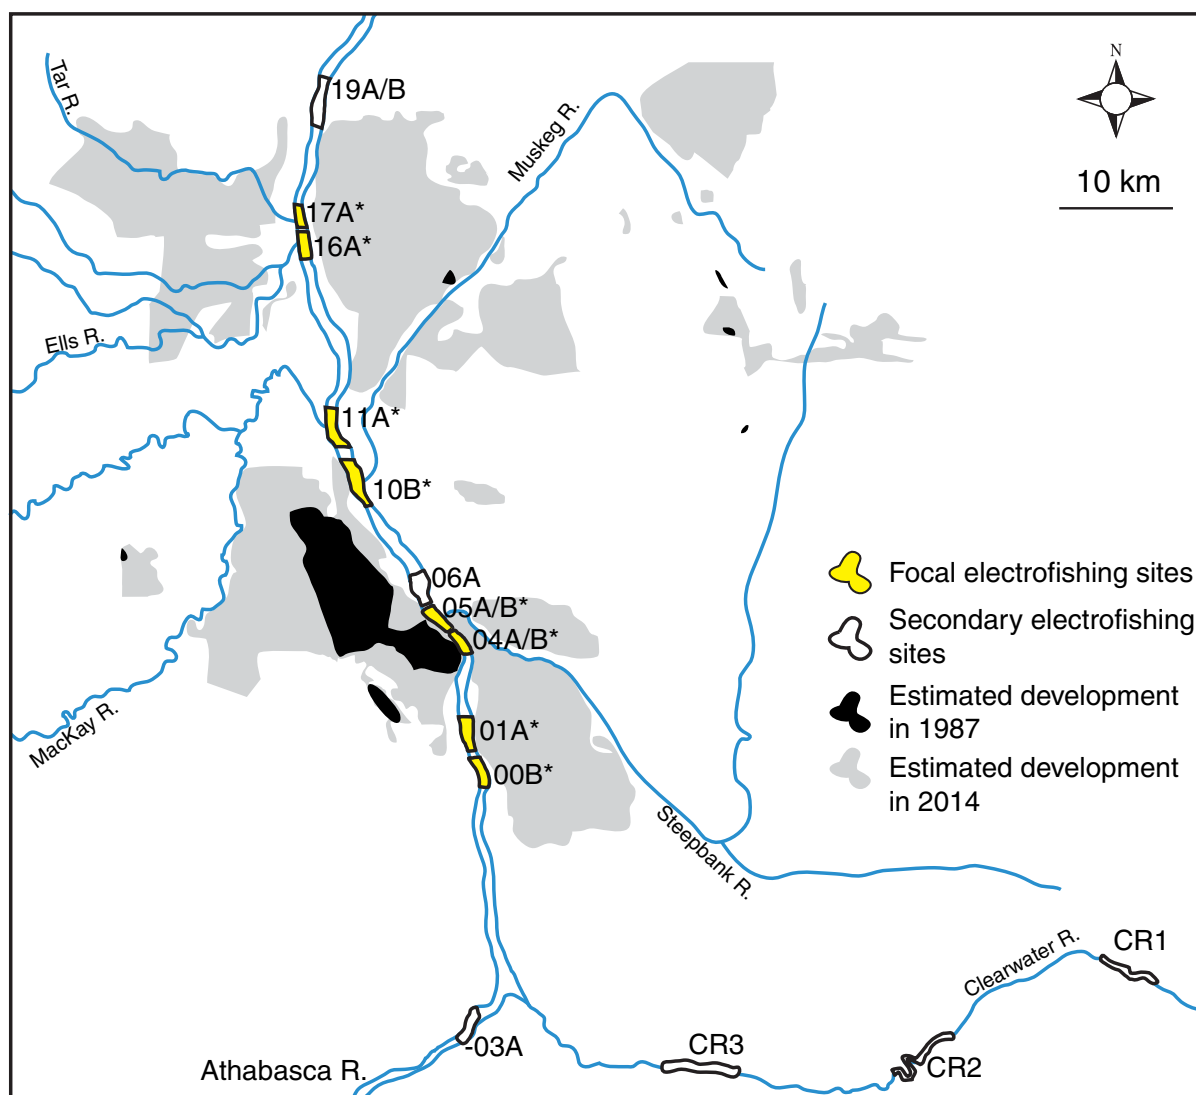 N
10 km
19A/B
Tar R.
Muskeg R.
17A*
16A*
Ells R.
11A*
10B*
06A
05A/B*
04A/B*
MacKay R.
01A*
00B*
Steepbank R.
Focal electrofishing sites
Secondary electrofishing
sites
Estimated development
in 1987
Estimated development
in 2014
Clearwater R.
CR1
CR2
CR3
-03A
Athabasca R.